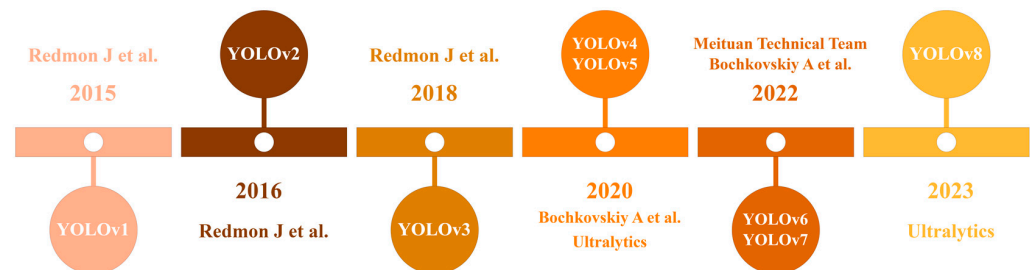 Redmon J et al.
2015
YOLOv1
YOLOv2
2016
Redmon J et al.
Redmon J et al.
2018
YOLOv3
YOLOv4
YOLOv5
2020
Bochkovskiy A et al.
Ultralytics
Meituan Technical Team
Bochkovskiy A et al.
2022
YOLOv6
YOLOv7
YOLOv8
2023
Ultralytics